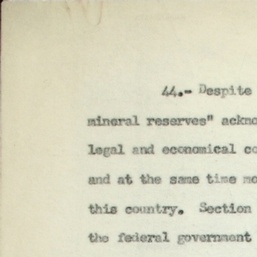 44.- Despite
mineral reserves" ackno
legal and economical co
and at the same time mo
this country. Section
the federal government